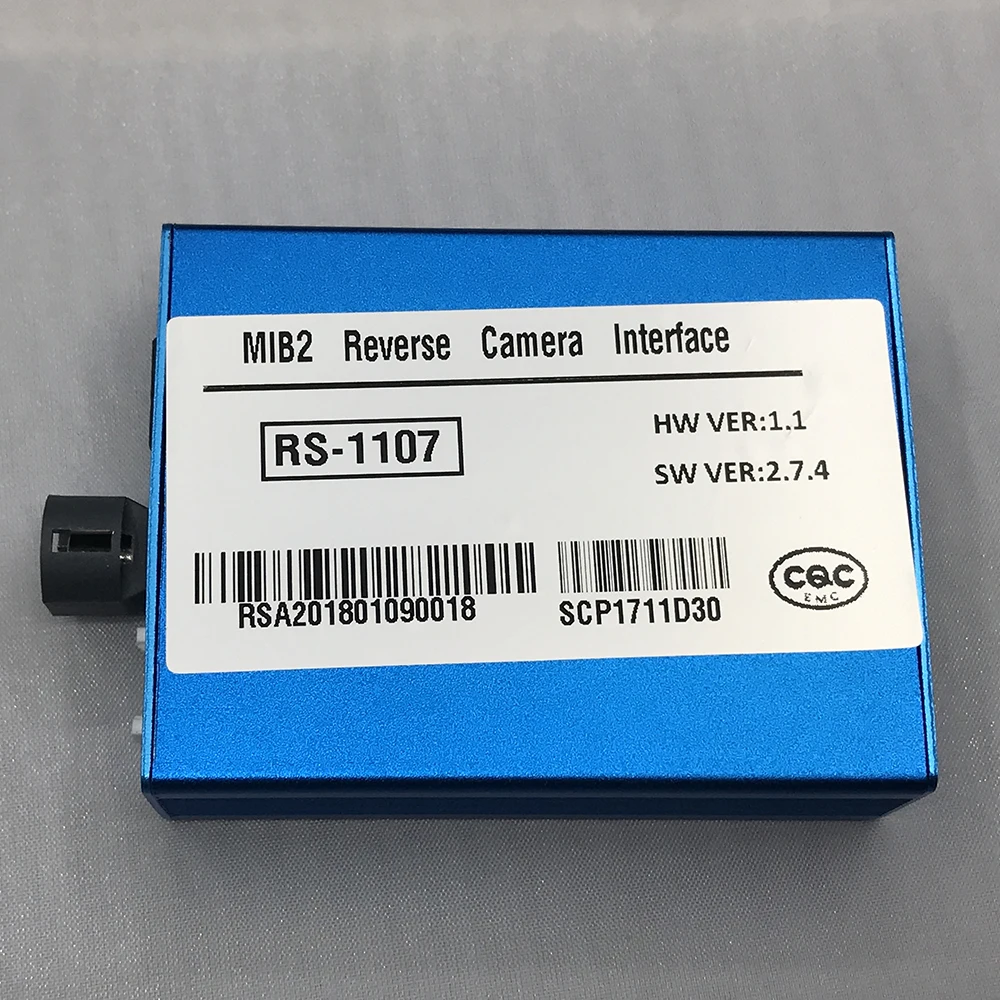 MIB2 Reverse Camera Interface
RS-1107
HW VER:1.1
SW VER:2.7.4
RSA201801090018
SCP1711D30
CQC
EMC